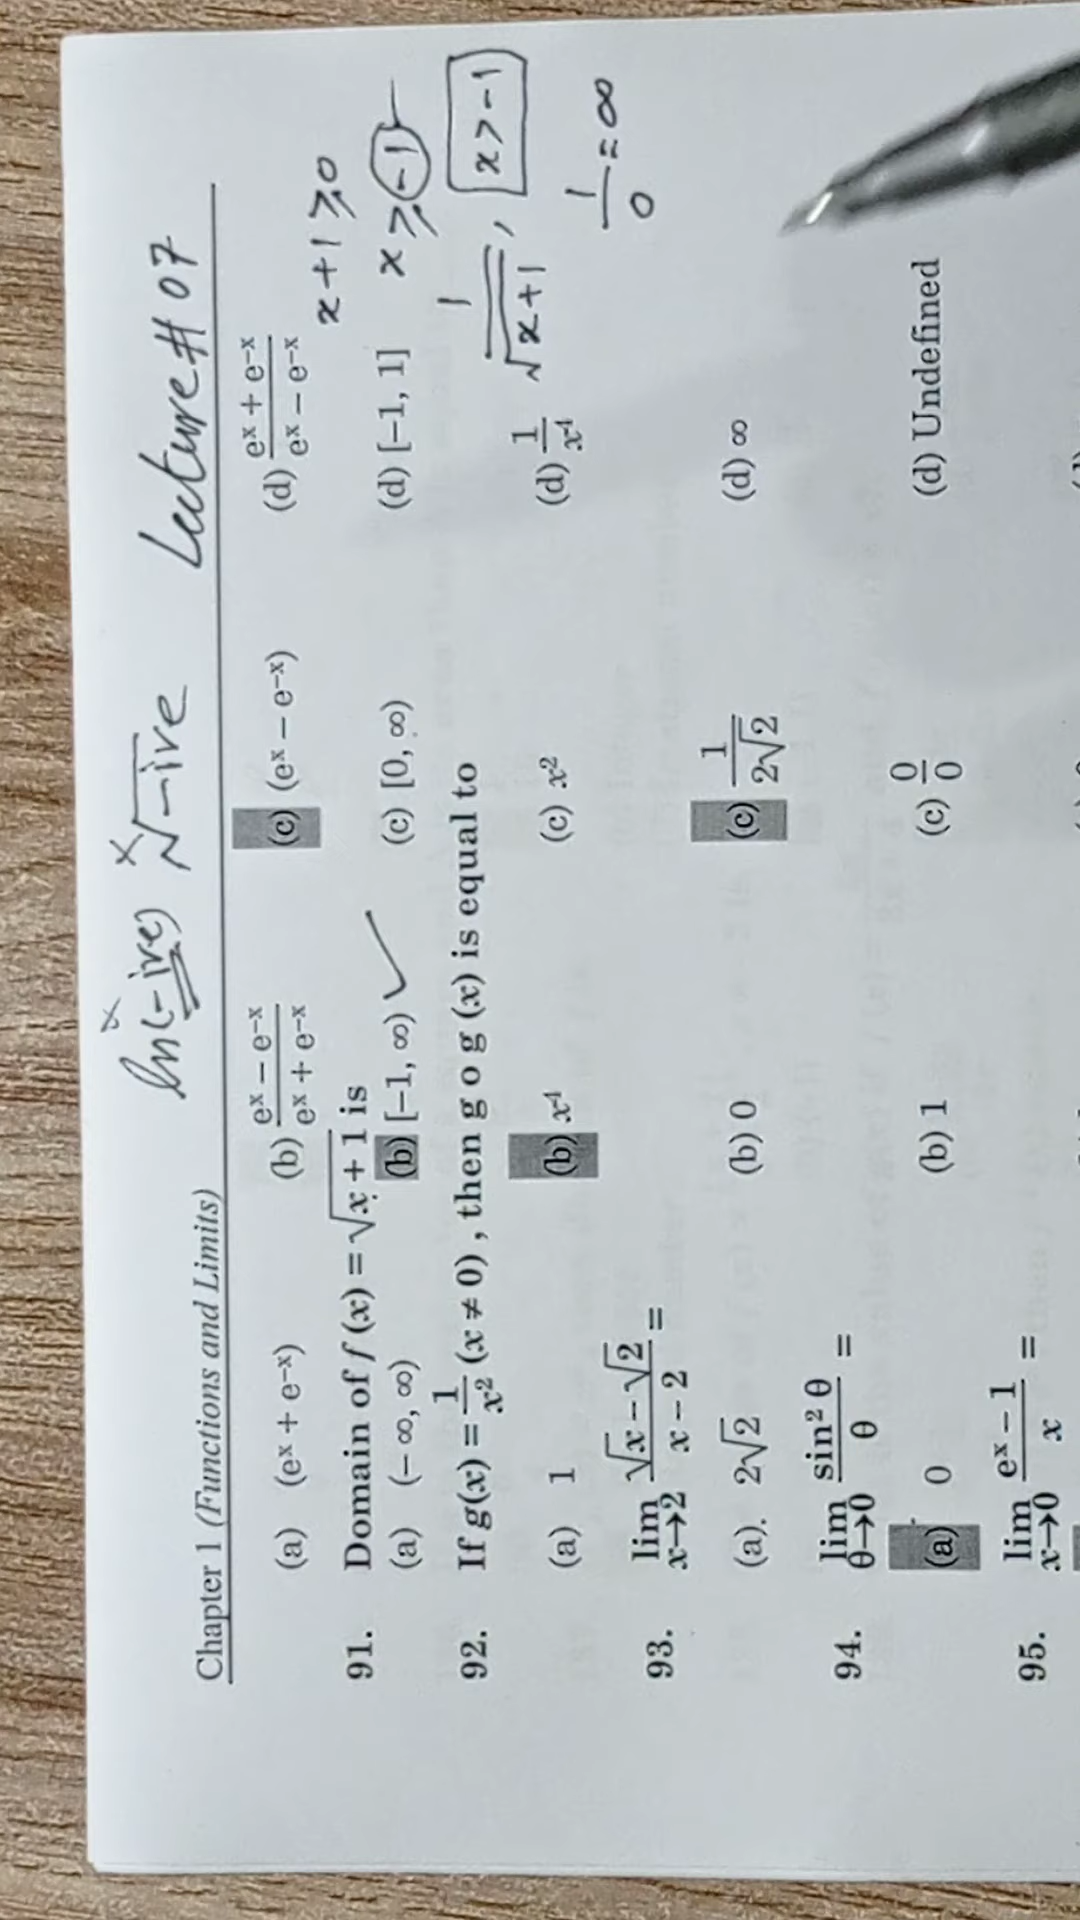 ln(-ive) √-ive Lecture# 07
Chapter 1 (Functions and Limits)
(a) (eˣ + e⁻ˣ) (b) (eˣ – e⁻ˣ)/(eˣ + e⁻ˣ) (c) (eˣ – e⁻ˣ) (d) (eˣ + e⁻ˣ)/(eˣ – e⁻ˣ)
x+1 ⩾ 0
91. Domain of f (x) = √(x + 1) is
(a) (– ∞, ∞) (b) [–1, ∞) ✓ (c) [0, ∞) (d) [–1, 1] x ⩾ -1
92. If g(x) = 1/x² (x ≠ 0) , then g o g (x) is equal to
1/√(x+1) , x > -1
(a) 1 (b) x⁴ (c) x² (d) 1/x⁴
1/0 = ∞
93. lim x→2 (√x – √2)/(x – 2) =
(a). 2√2 (b) 0 (c) 1/(2√2) (d) ∞
94. lim θ→0 sin² θ/θ =
(a) 0 (b) 1 (c) 0/0 (d) Undefined
95. lim x→0 (eˣ – 1)/x =